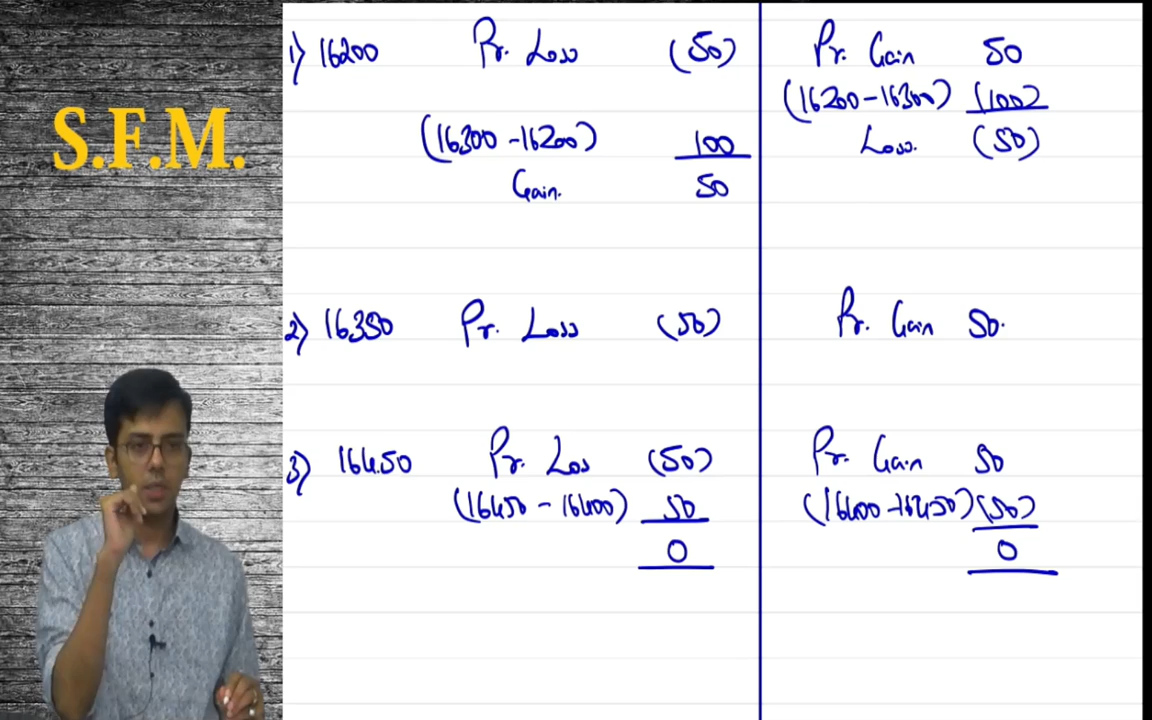 S.F.M.
1) 16200 Pr. Loss (50) Pr. Gain 50
(16200-16300) (100)
(16300-16200) 100 Loss. (50)
Gain. 50
2) 16350 Pr. Loss (50) Pr. Gain 50.
3) 16450 Pr. Los (50) Pr. Gain 50
(16450-16400) 50 (16400-16450) (50)
0 0